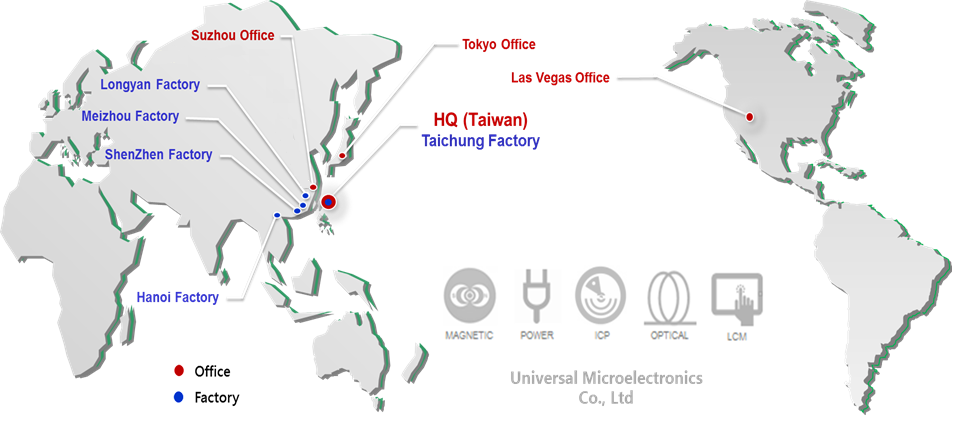 Suzhou Office
Tokyo Office
Las Vegas Office
Longyan Factory
Meizhou Factory
HQ (Taiwan)
Taichung Factory
ShenZhen Factory
Hanoi Factory
MAGNETIC
POWER
ICP
OPTICAL
LCM
Office
Factory
Universal Microelectronics
Co., Ltd